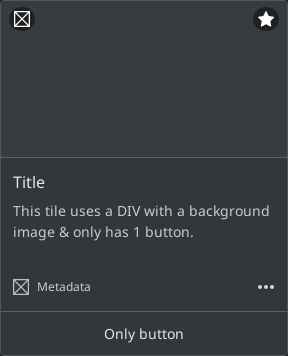 Title
This tile uses a DIV with a background
image & only has 1 button.
Metadata
Only button